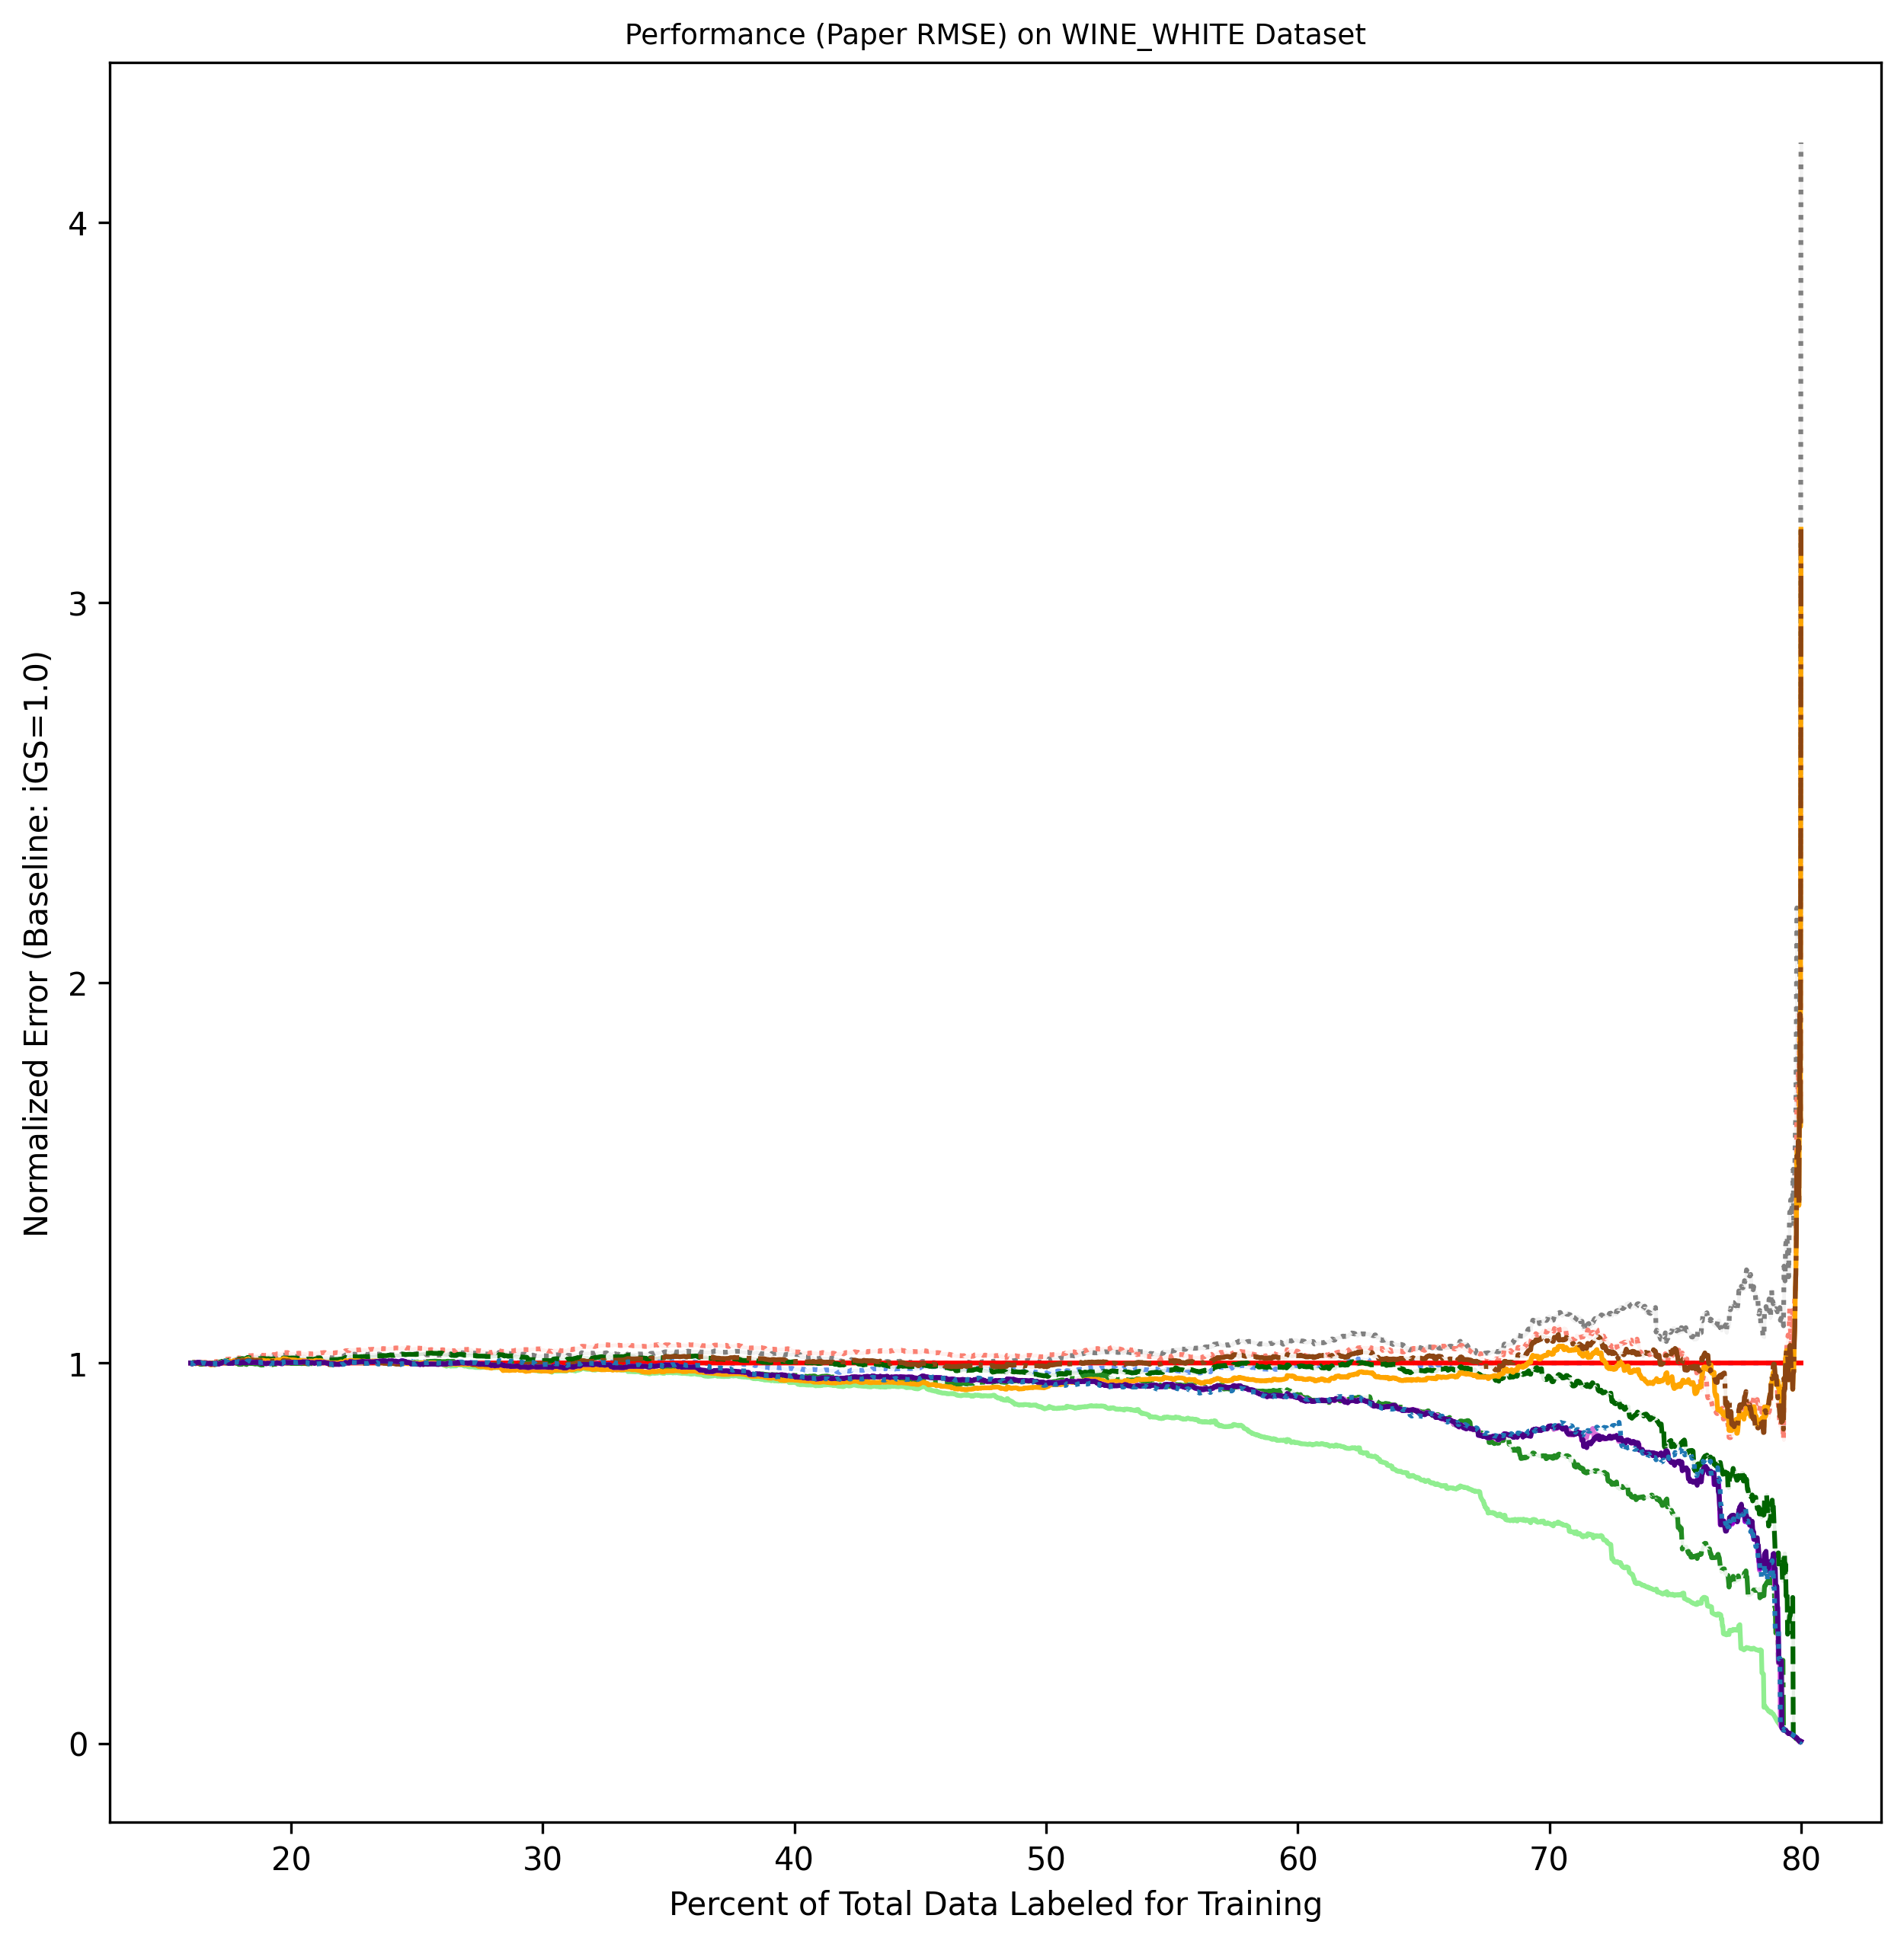 Performance (Paper RMSE) on WINE_WHITE Dataset
Normalized Error (Baseline: iGS=1.0)
4
3
2
1
0
20 30 40 50 60 70 80
Percent of Total Data Labeled for Training